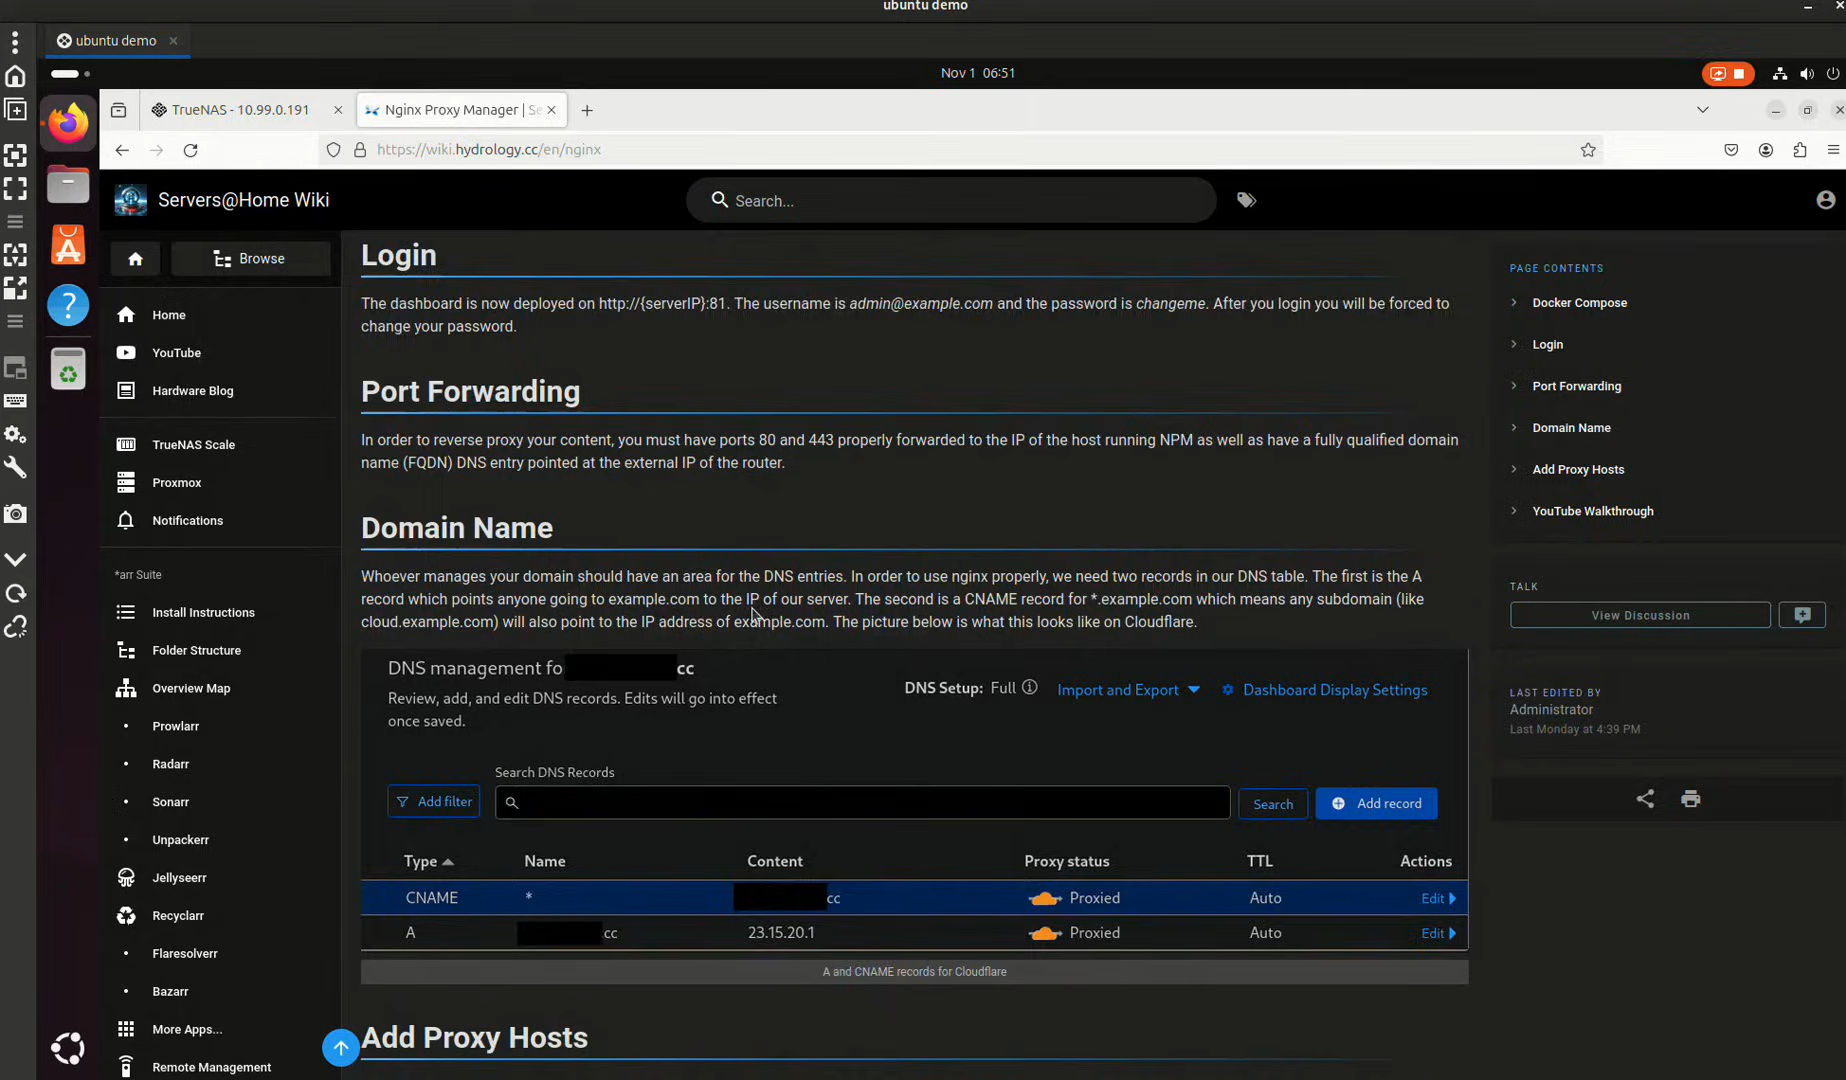 ubuntu demo
ubuntu demo
Nov 1 06:51
TrueNAS - 10.99.0.191
Nginx Proxy Manager | Se
https://wiki.hydrology.cc/en/nginx
Servers@Home Wiki
Search...
Browse
Home
YouTube
Hardware Blog
TrueNAS Scale
Proxmox
Notifications
*arr Suite
Install Instructions
Folder Structure
Overview Map
Prowlarr
Radarr
Sonarr
Unpackerr
Jellyseerr
Recyclarr
Flaresolverr
Bazarr
More Apps...
Remote Management
Login
The dashboard is now deployed on http://{serverIP}:81. The username is admin@example.com and the password is changeme. After you login you will be forced to
change your password.
Port Forwarding
In order to reverse proxy your content, you must have ports 80 and 443 properly forwarded to the IP of the host running NPM as well as have a fully qualified domain
name (FQDN) DNS entry pointed at the external IP of the router.
Domain Name
Whoever manages your domain should have an area for the DNS entries. In order to use nginx properly, we need two records in our DNS table. The first is the A
record which points anyone going to example.com to the IP of our server. The second is a CNAME record for *.example.com which means any subdomain (like
cloud.example.com) will also point to the IP address of example.com. The picture below is what this looks like on Cloudflare.
DNS management fo cc
Review, add, and edit DNS records. Edits will go into effect
once saved.
DNS Setup: Full
Import and Export
Dashboard Display Settings
Search DNS Records
Add filter
Search
Add record
Type Name Content Proxy status TTL Actions
CNAME * cc Proxied Auto Edit
A cc 23.15.20.1 Proxied Auto Edit
A and CNAME records for Cloudflare
Add Proxy Hosts
PAGE CONTENTS
Docker Compose
Login
Port Forwarding
Domain Name
Add Proxy Hosts
YouTube Walkthrough
TALK
View Discussion
LAST EDITED BY
Administrator
Last Monday at 4:39 PM